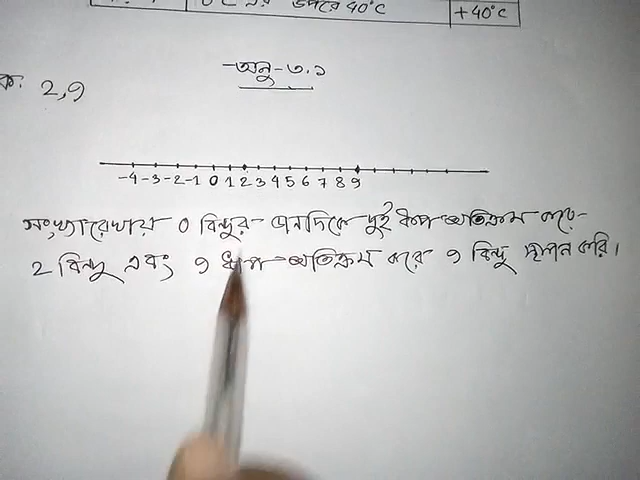 0°C এর উপরে 40°C +40°C
অনু-৩.১
ক. 2,9
-4 -3 -2 -1 0 1 2 3 4 5 6 7 8 9
সংখ্যারেখায় 0 বিন্দুর ডানদিকে দুই ধাপ অতিক্রম করে
2 বিন্দু এবং 9 ধাপ অতিক্রম করে 9 বিন্দু স্থাপন করি।